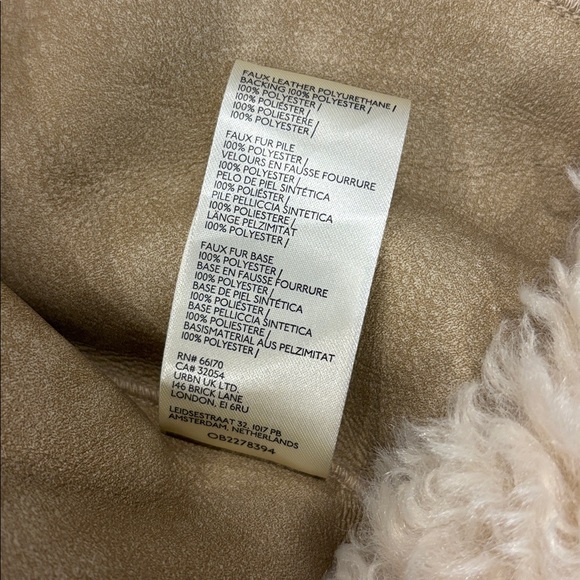 FAUX LEATHER POLYURETHANE/
BACKING 100% POLYESTER/
100% POLYESTER/
100% POLIÉSTER/
100% POLIESTERE/
100% POLYESTER/
FAUX FUR PILE
100% POLYESTER/
VELOURS EN FAUSSE FOURRURE
100% POLYESTER/
PELO DE PIEL SINTÉTICA
100% POLIÉSTER/
PILE PELLICCIA SINTETICA
100% POLIESTERE/
LÄNGE PELZIMITAT
100% POLYESTER/
FAUX FUR BASE
100% POLYESTER/
BASE EN FAUSSE FOURRURE
100% POLYESTER/
BASE DE PIEL SINTÉTICA
100% POLIÉSTER/
BASE PELLICCIA SINTETICA
100% POLIESTERE/
BASISMATERIAL AUS PELZIMITAT
100% POLYESTER/
RN# 66170
CA# 32054
URBN UK LTD.
146 BRICK LANE
LONDON, E1 6RU
LEIDSESTRAAT 32, 1017 PB
AMSTERDAM, NETHERLANDS
OB2278394